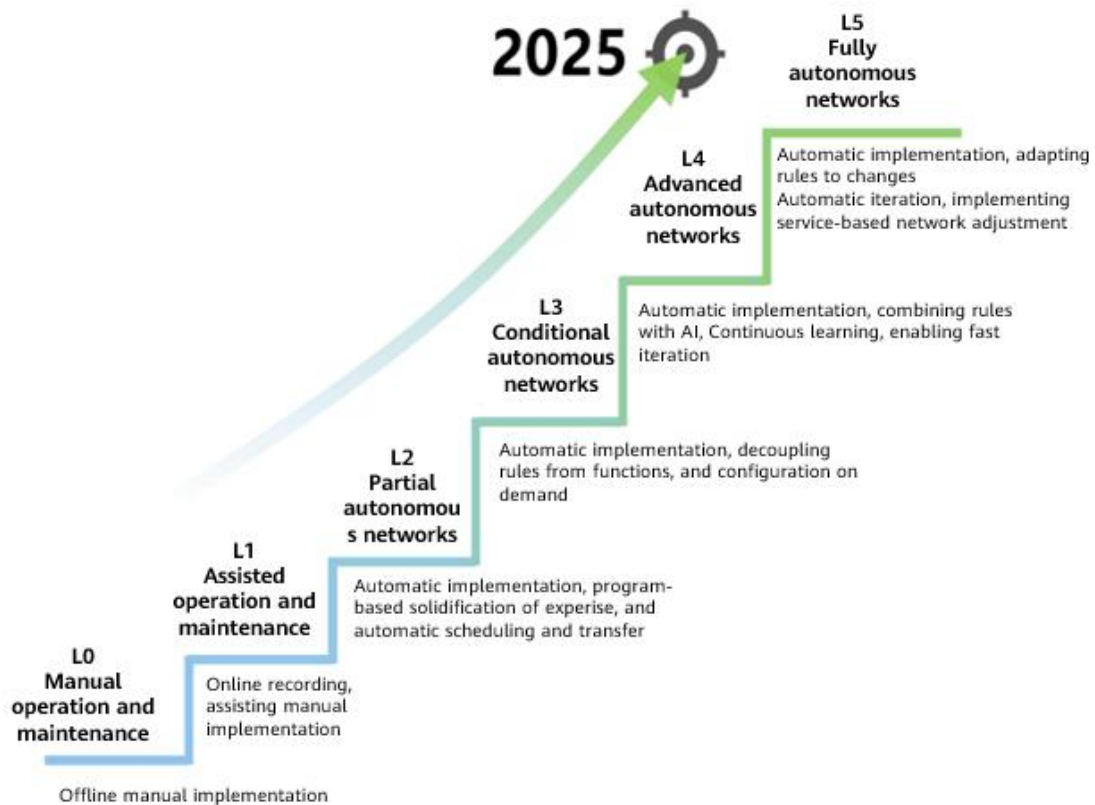 2025
L5
Fully
autonomous
networks
Automatic implementation, adapting
rules to changes
Automatic iteration, implementing
service-based network adjustment
L4
Advanced
autonomous
networks
Automatic implementation, combining rules
with AI, Continuous learning, enabling fast
iteration
L3
Conditional
autonomous
networks
Automatic implementation, decoupling
rules from functions, and configuration on
demand
L2
Partial
autonomou
s networks
Automatic implementation, program-
based solidification of experise, and
automatic scheduling and transfer
L1
Assisted
operation and
maintenance
Online recording,
assisting manual
implementation
L0
Manual
operation and
maintenance
Offline manual implementation